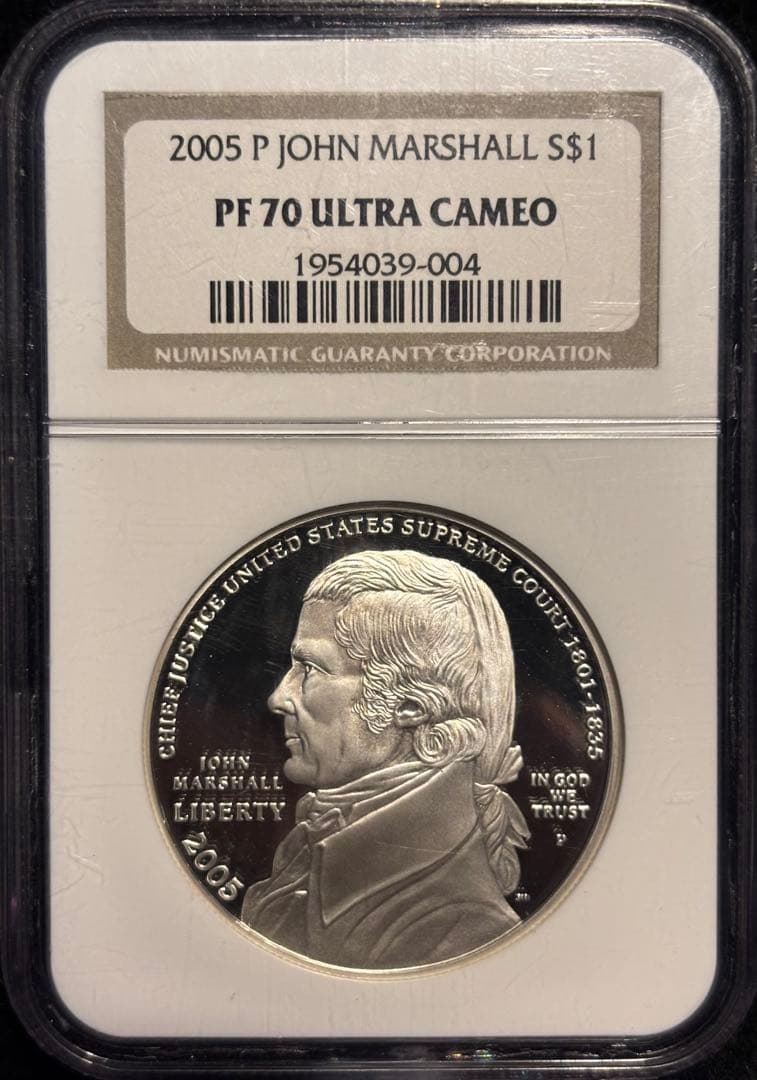 2005 P JOHN MARSHALL S$1
PF 70 ULTRA CAMEO
1954039-004
NUMISMATIC GUARANTY CORPORATION
CHIEF JUSTICE UNITED STATES SUPREME COURT 1801-1835
JOHN
MARSHALL
LIBERTY
2005
IN GOD
WE
TRUST
P